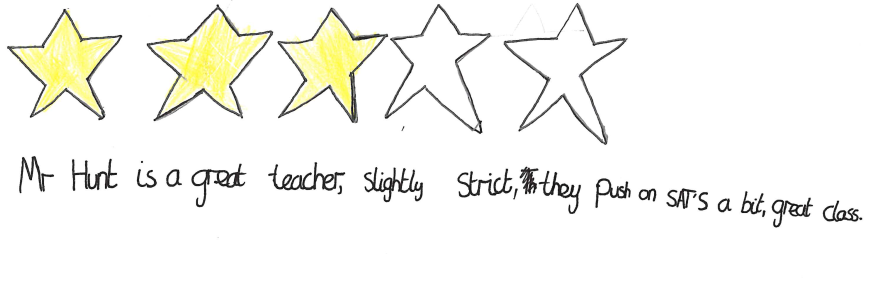 Mr Hunt is a great teacher, slightly strict, they push on SAT'S a bit, great class.